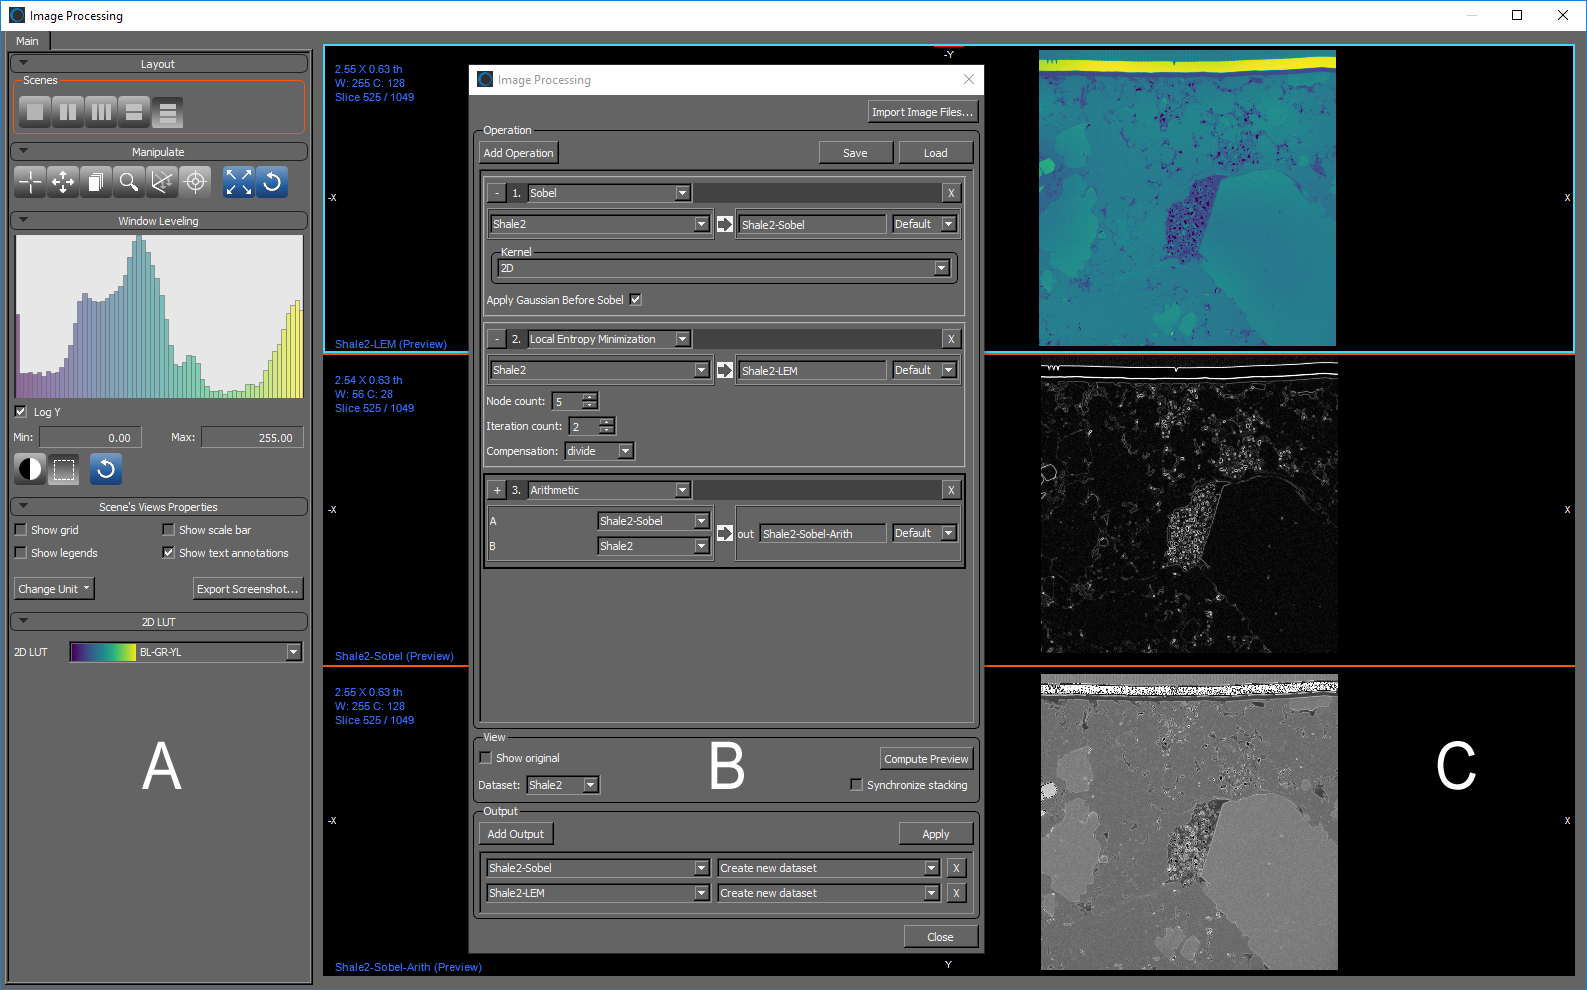 Image Processing
Main
Layout
Scenes
Manipulate
Window Leveling
Log Y
Min: 0.00 Max: 255.00
Scene's Views Properties
Show grid Show scale bar
Show legends Show text annotations
Change Unit Export Screenshot...
2D LUT
2D LUT BL-GR-YL
A
2.55 X 0.63 th
W: 255 C: 128
Slice 525 / 1049
-Y
-X
X
Shale2-LEM (Preview)
2.54 X 0.63 th
W: 56 C: 28
Slice 525 / 1049
-X
X
Shale2-Sobel (Preview)
2.55 X 0.63 th
W: 255 C: 128
Slice 525 / 1049
-X
X
Y
Shale2-Sobel-Arith (Preview)
Image Processing
Import Image Files...
Operation
Add Operation Save Load
- 1. Sobel X
Shale2 Shale2-Sobel Default
Kernel
2D
Apply Gaussian Before Sobel
- 2. Local Entropy Minimization X
Shale2 Shale2-LEM Default
Node count: 5
Iteration count: 2
Compensation: divide
+ 3. Arithmetic X
A Shale2-Sobel
B Shale2
out Shale2-Sobel-Arith Default
View
Show original
Compute Preview
Dataset: Shale2 Synchronize stacking
B
Output
Add Output Apply
Shale2-Sobel Create new dataset X
Shale2-LEM Create new dataset X
Close
C